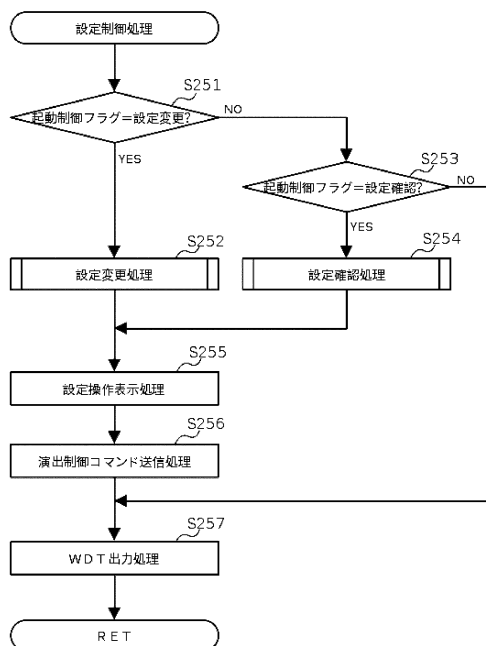 設定制御処理
S251
起動制御フラグ＝設定変更?
NO
YES
S253
起動制御フラグ＝設定確認?
NO
YES
S252
設定変更処理
S254
設定確認処理
S255
設定操作表示処理
S256
演出制御コマンド送信処理
S257
ＷＤＴ出力処理
ＲＥＴ